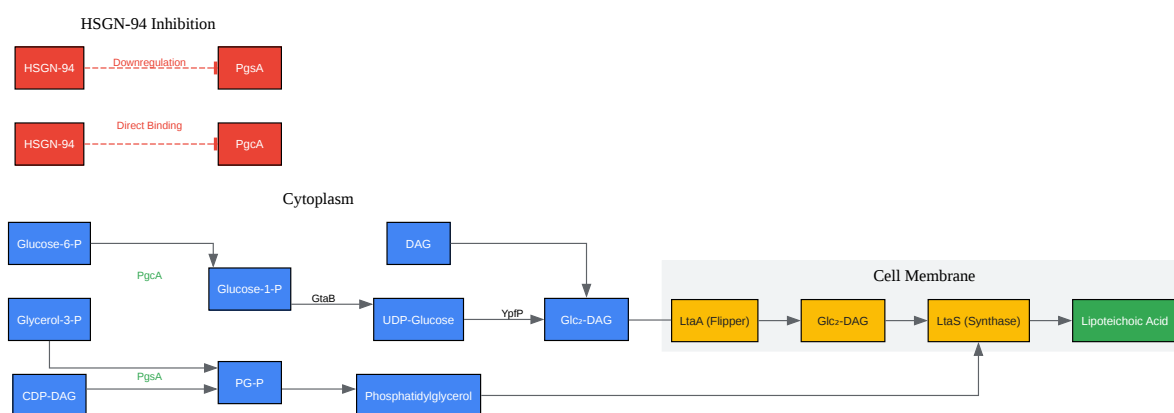 HSGN-94 Inhibition
HSGN-94
Downregulation
PgsA
HSGN-94
Direct Binding
PgcA
Cytoplasm
Glucose-6-P
DAG
PgcA
Glucose-1-P
Cell Membrane
GtaB
Glycerol-3-P
UDP-Glucose
YpfP
Glc₂-DAG
LtaA (Flipper)
Glc₂-DAG
LtaS (Synthase)
Lipoteichoic Acid
PgsA
PG-P
CDP-DAG
Phosphatidylglycerol